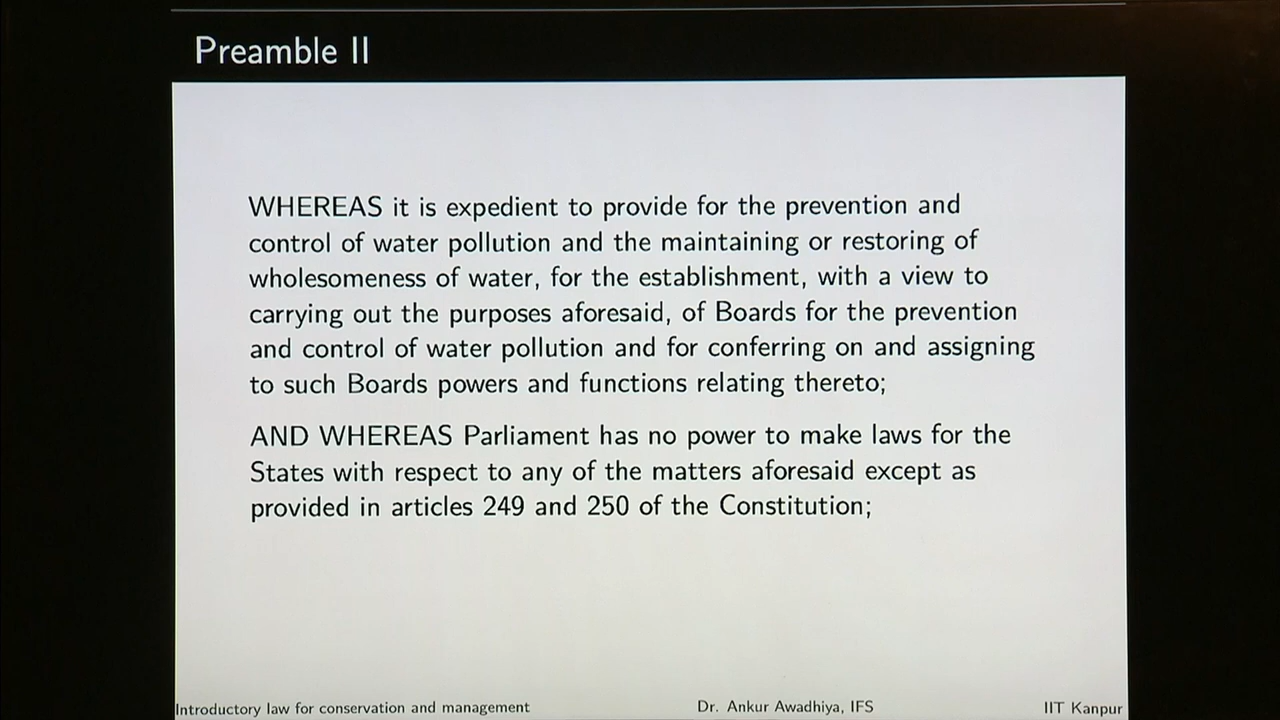 Preamble II
WHEREAS it is expedient to provide for the prevention and
control of water pollution and the maintaining or restoring of
wholesomeness of water, for the establishment, with a view to
carrying out the purposes aforesaid, of Boards for the prevention
and control of water pollution and for conferring on and assigning
to such Boards powers and functions relating thereto;
AND WHEREAS Parliament has no power to make laws for the
States with respect to any of the matters aforesaid except as
provided in articles 249 and 250 of the Constitution;
Introductory law for conservation and management Dr. Ankur Awadhiya, IFS IIT Kanpur